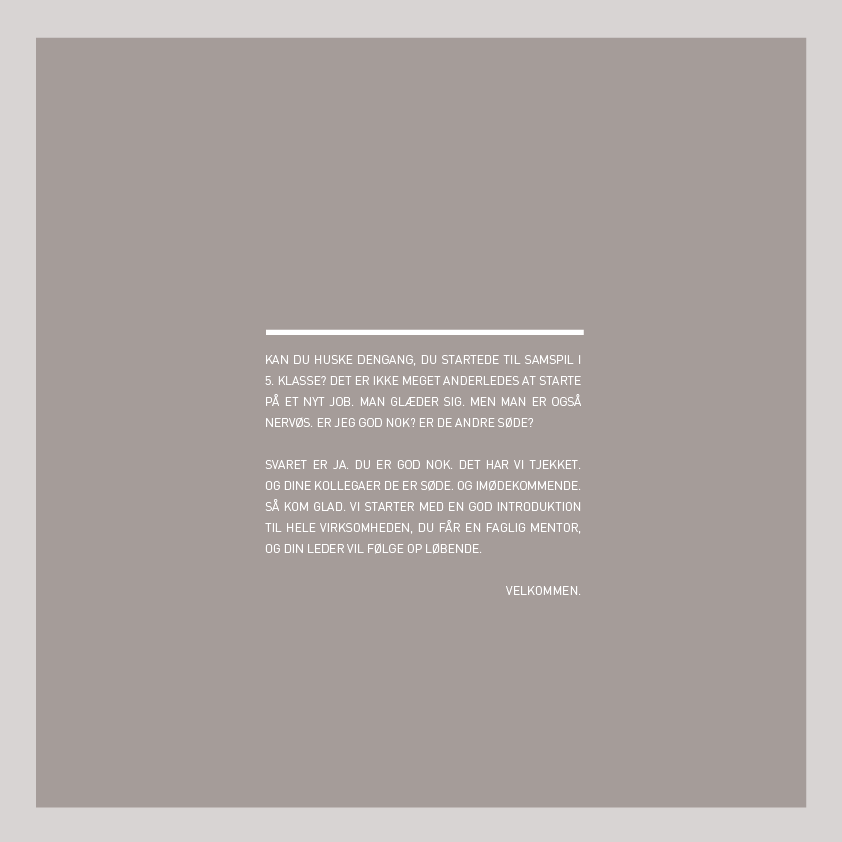 KAN DU HUSKE DENGANG, DU STARTEDE TIL SAMSPIL I
5. KLASSE? DET ER IKKE MEGET ANDERLEDES AT STARTE
PÅ ET NYT JOB. MAN GLÆDER SIG. MEN MAN ER OGSÅ
NERVØS. ER JEG GOD NOK? ER DE ANDRE SØDE?
SVARET ER JA. DU ER GOD NOK. DET HAR VI TJEKKET.
OG DINE KOLLEGAER DE ER SØDE. OG IMØDEKOMMENDE.
SÅ KOM GLAD. VI STARTER MED EN GOD INTRODUKTION
TIL HELE VIRKSOMHEDEN, DU FÅR EN FAGLIG MENTOR,
OG DIN LEDER VIL FØLGE OP LØBENDE.
VELKOMMEN.